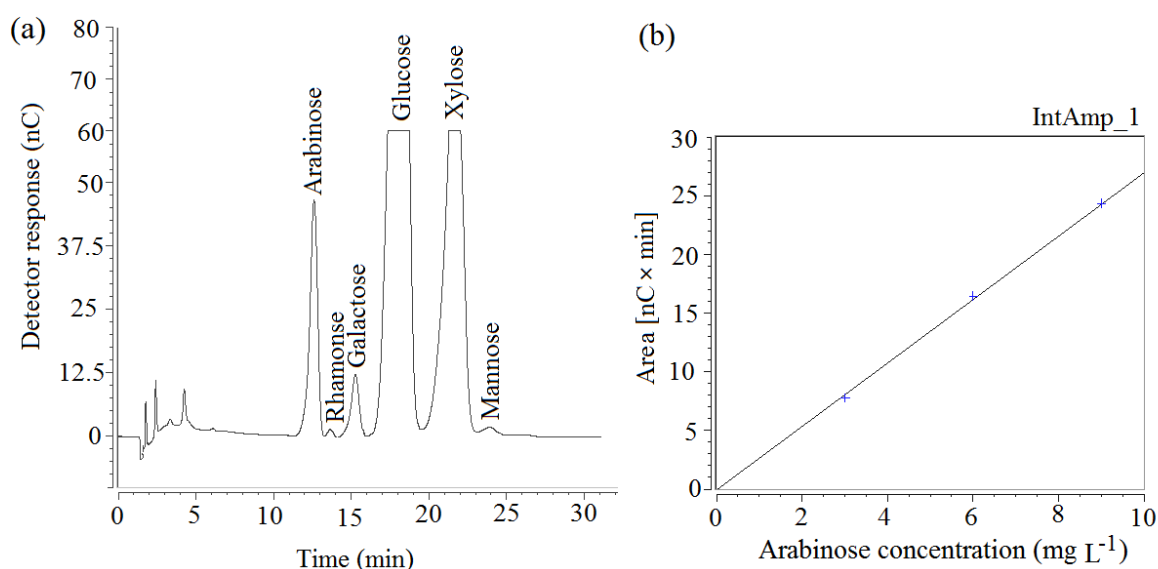 (a)
80
70
60
50
37.5
25
12.5
0
Detector response (nC)
Arabinose
Rhamonse
Galactose
Glucose
Xylose
Mannose
0 5 10 15 20 25 30
Time (min)
(b)
IntAmp_1
30
25
20
15
10
5
0
Area [nC × min]
0 2 4 6 8 10
Arabinose concentration (mg L⁻¹)